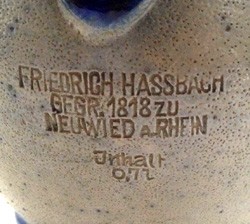 FRIEDRICH HASSBACH
GEGR. 1818 ZU
NEUWIED a. RHEIN
Inhalt
0,7 l